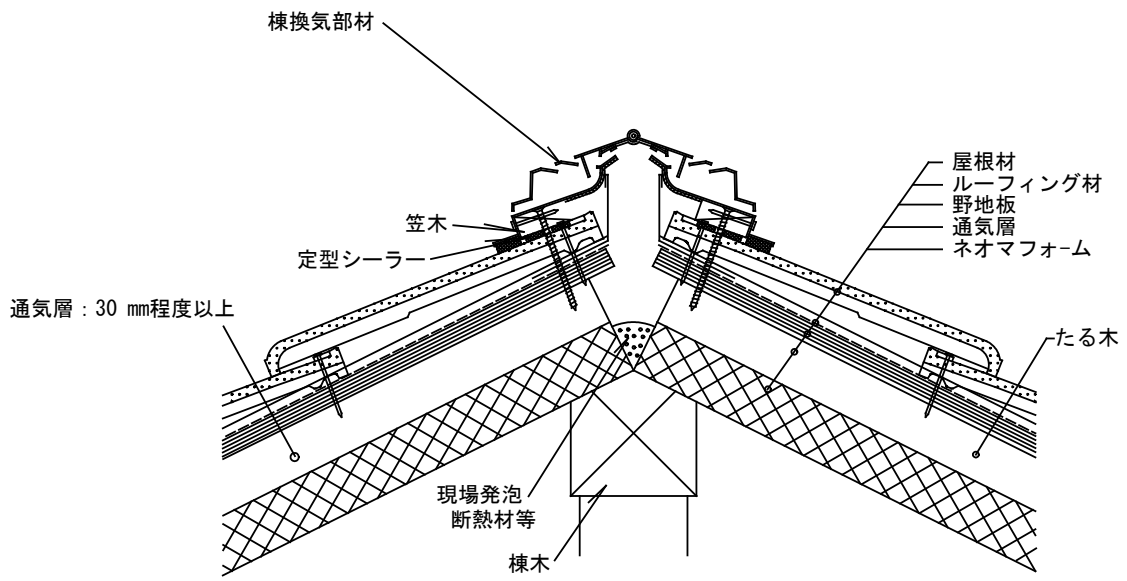 棟換気部材
屋根材
ルーフィング材
野地板
通気層
ネオマフォーム
笠木
定型シーラー
通気層：30 mm程度以上
たる木
現場発泡
断熱材等
棟木